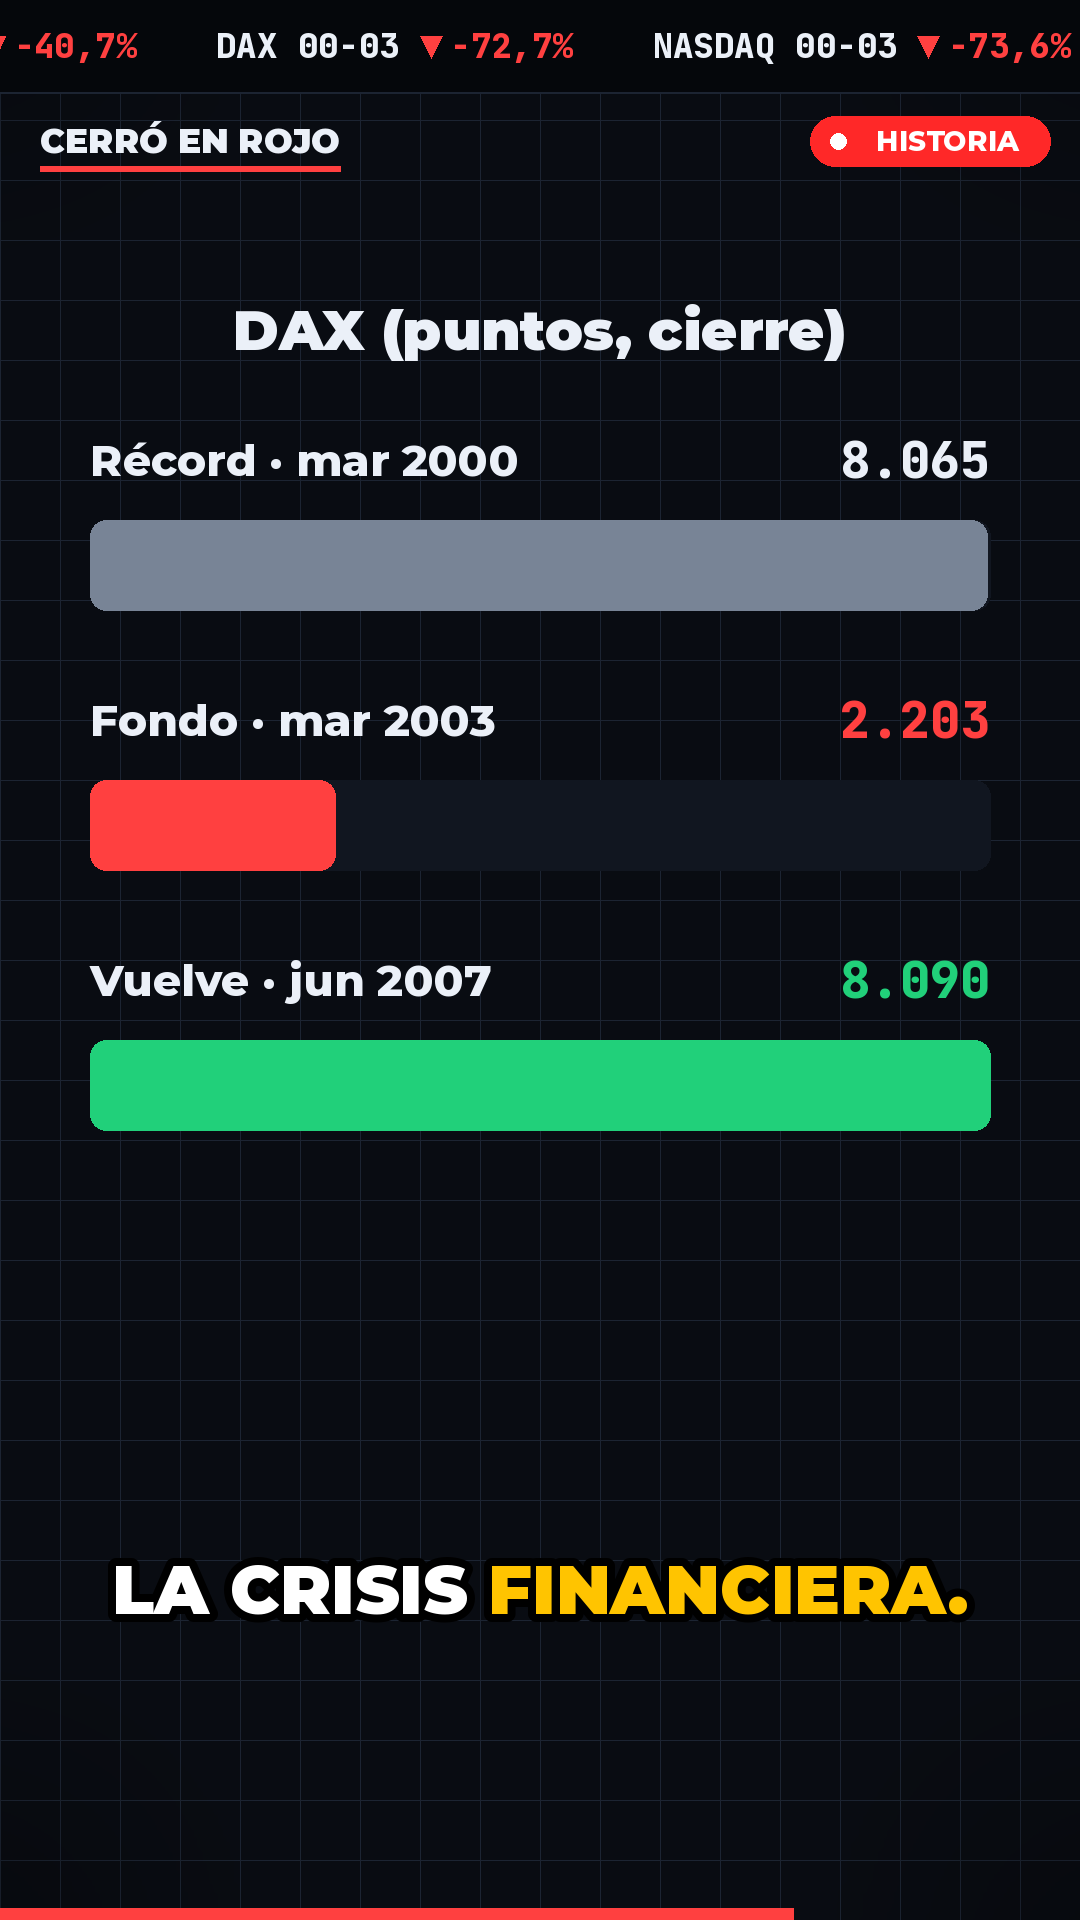 ▼ -40,7% DAX 00-03 ▼ -72,7% NASDAQ 00-03 ▼ -73,6%
CERRÓ EN ROJO
HISTORIA
DAX (puntos, cierre)
Récord · mar 2000 8.065
Fondo · mar 2003 2.203
Vuelve · jun 2007 8.090
LA CRISIS FINANCIERA.